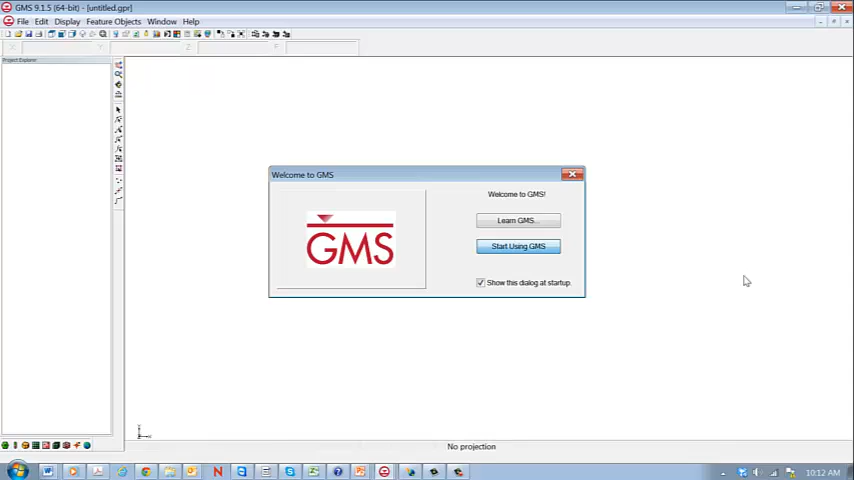 GMS 9.1.5 (64-bit) - [untitled.gpr]
File Edit Display Feature Objects Window Help
X: Y: Z: F:
Project Explorer
Welcome to GMS
Welcome to GMS!
Learn GMS...
GMS
Start Using GMS
Show this dialog at startup.
No projection
10:12 AM